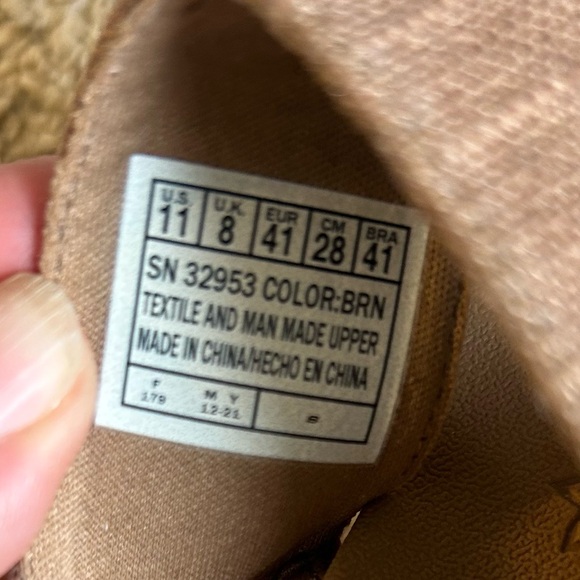 U.S. U.K. EUR CM BRA
11 8 41 28 41
SN 32953 COLOR:BRN
TEXTILE AND MAN MADE UPPER
MADE IN CHINA/HECHO EN CHINA
F M Y
179 12-21